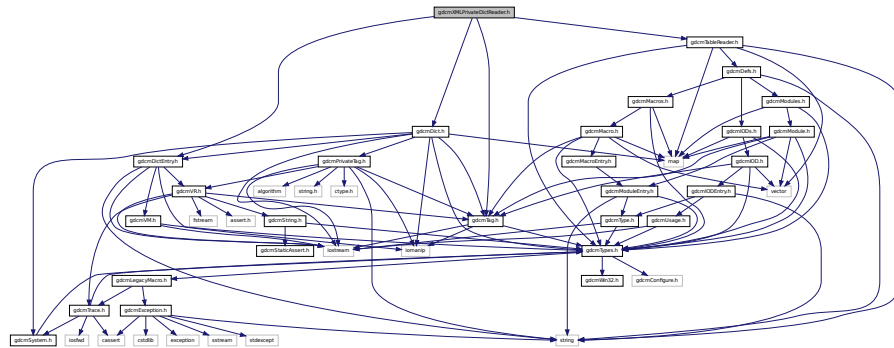 gdcmXMLPrivateDictReader.h
gdcmTableReader.h
gdcmDefs.h
gdcmMacros.h
gdcmModules.h
gdcmDict.h
gdcmMacro.h
gdcmIODs.h
gdcmModule.h
gdcmDictEntry.h
gdcmPrivateTag.h
gdcmMacroEntry.h
map
gdcmIOD.h
gdcmVR.h
algorithm
string.h
ctype.h
gdcmModuleEntry.h
gdcmIODEntry.h
vector
gdcmVM.h
fstream
assert.h
gdcmString.h
gdcmTag.h
gdcmType.h
gdcmUsage.h
gdcmStaticAssert.h
iostream
iomanip
gdcmTypes.h
gdcmLegacyMacro.h
gdcmWin32.h
gdcmConfigure.h
gdcmTrace.h
gdcmException.h
gdcmSystem.h
iosfwd
cassert
cstdlib
exception
sstream
stdexcept
string